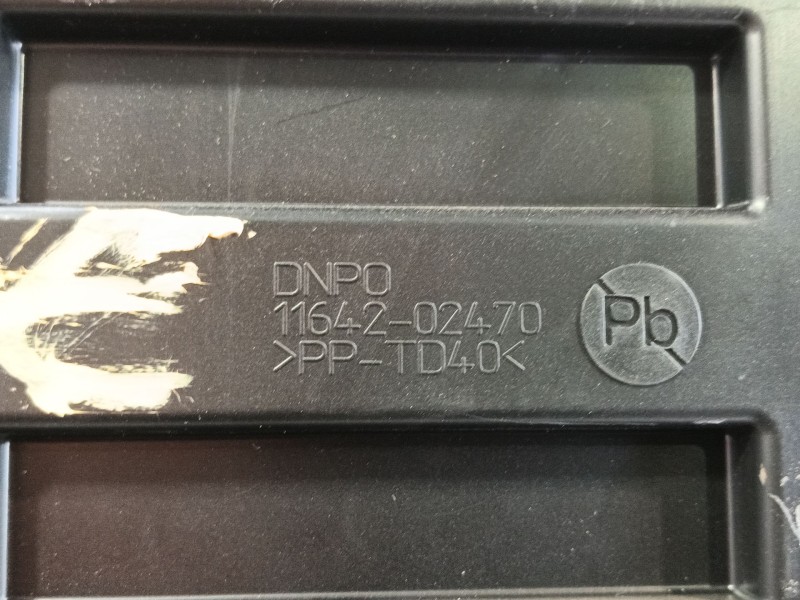 DNPO
11642-02470
>PP-TD40<
Pb